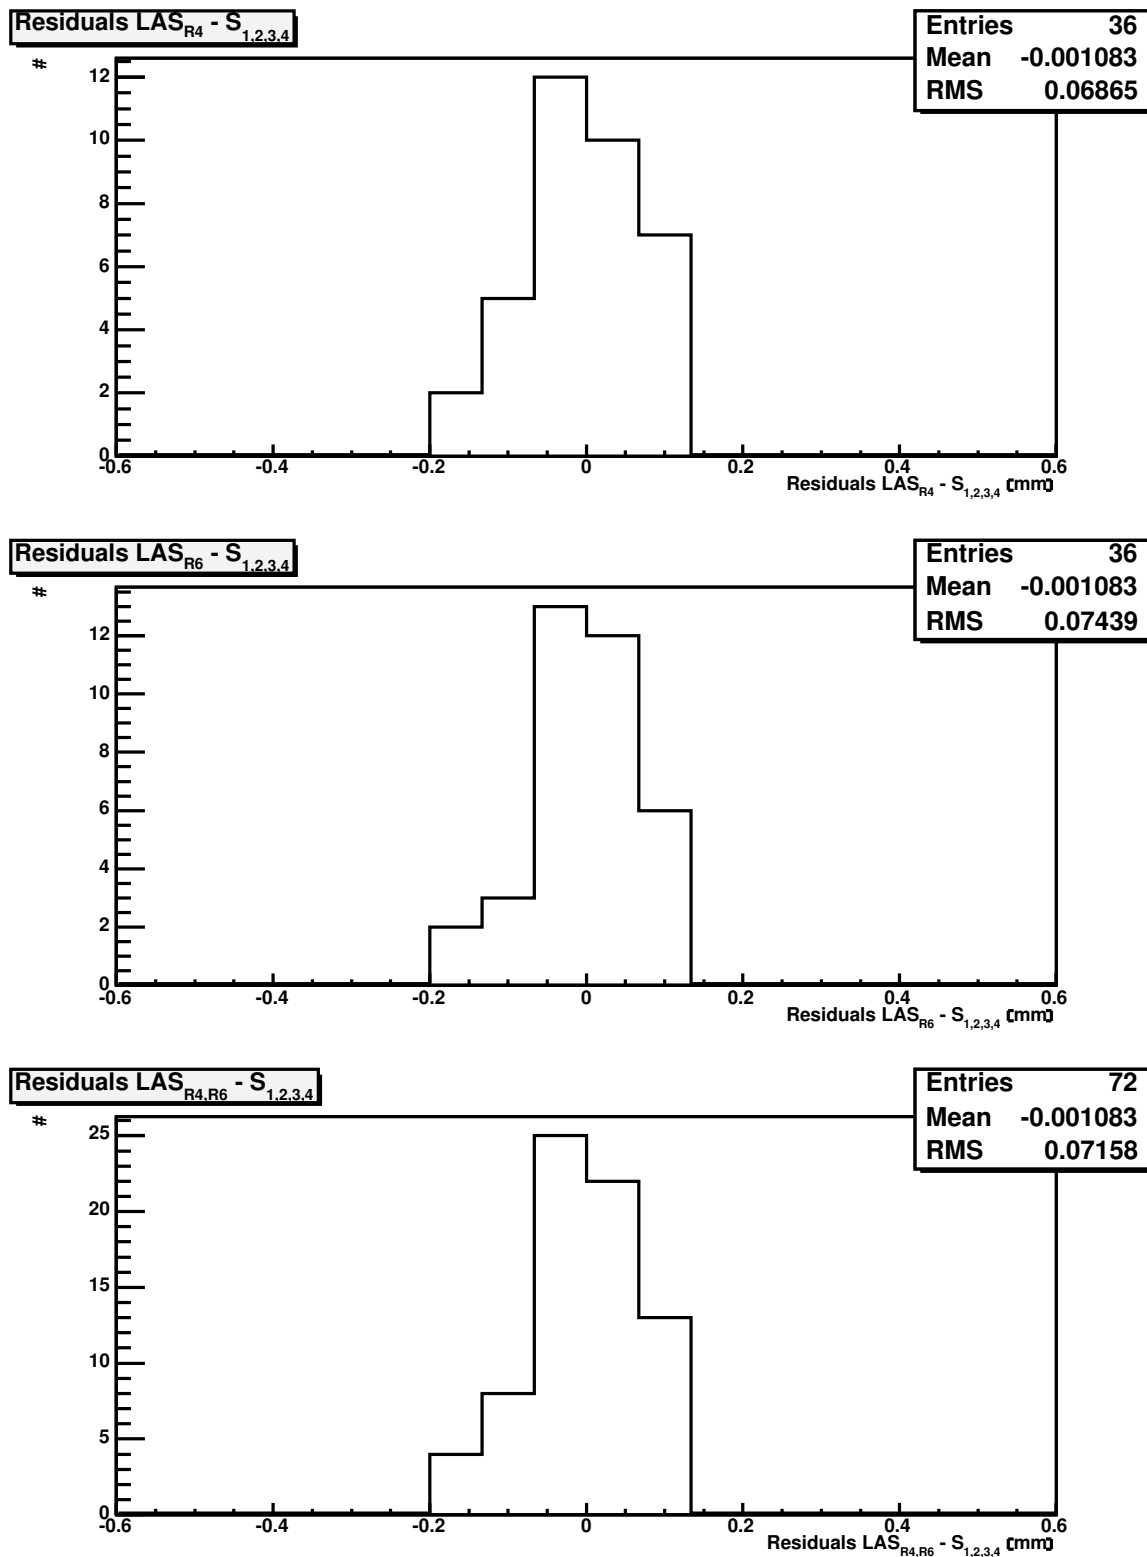 Residuals LAS_R4 - S_1,2,3,4
Entries 36
Mean -0.001083
RMS 0.06865
#
12
10
8
6
4
2
0
-0.6 -0.4 -0.2 0 0.2 0.4 0.6
Residuals LAS_R4 - S_1,2,3,4 [mm]
Residuals LAS_R6 - S_1,2,3,4
Entries 36
Mean -0.001083
RMS 0.07439
#
12
10
8
6
4
2
0
-0.6 -0.4 -0.2 0 0.2 0.4 0.6
Residuals LAS_R6 - S_1,2,3,4 [mm]
Residuals LAS_R4,R6 - S_1,2,3,4
Entries 72
Mean -0.001083
RMS 0.07158
#
25
20
15
10
5
0
-0.6 -0.4 -0.2 0 0.2 0.4 0.6
Residuals LAS_R4,R6 - S_1,2,3,4 [mm]